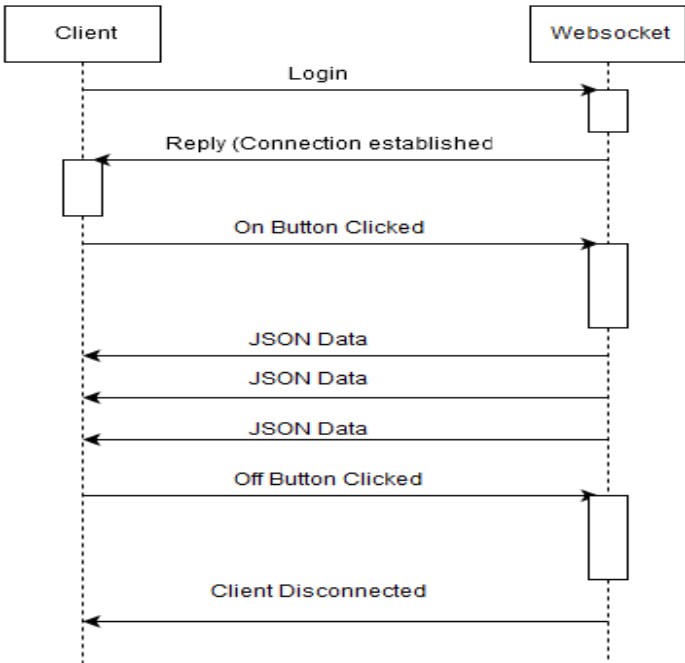 Client
Websocket
Login
Reply (Connection established
On Button Clicked
JSON Data
JSON Data
JSON Data
Off Button Clicked
Client Disconnected